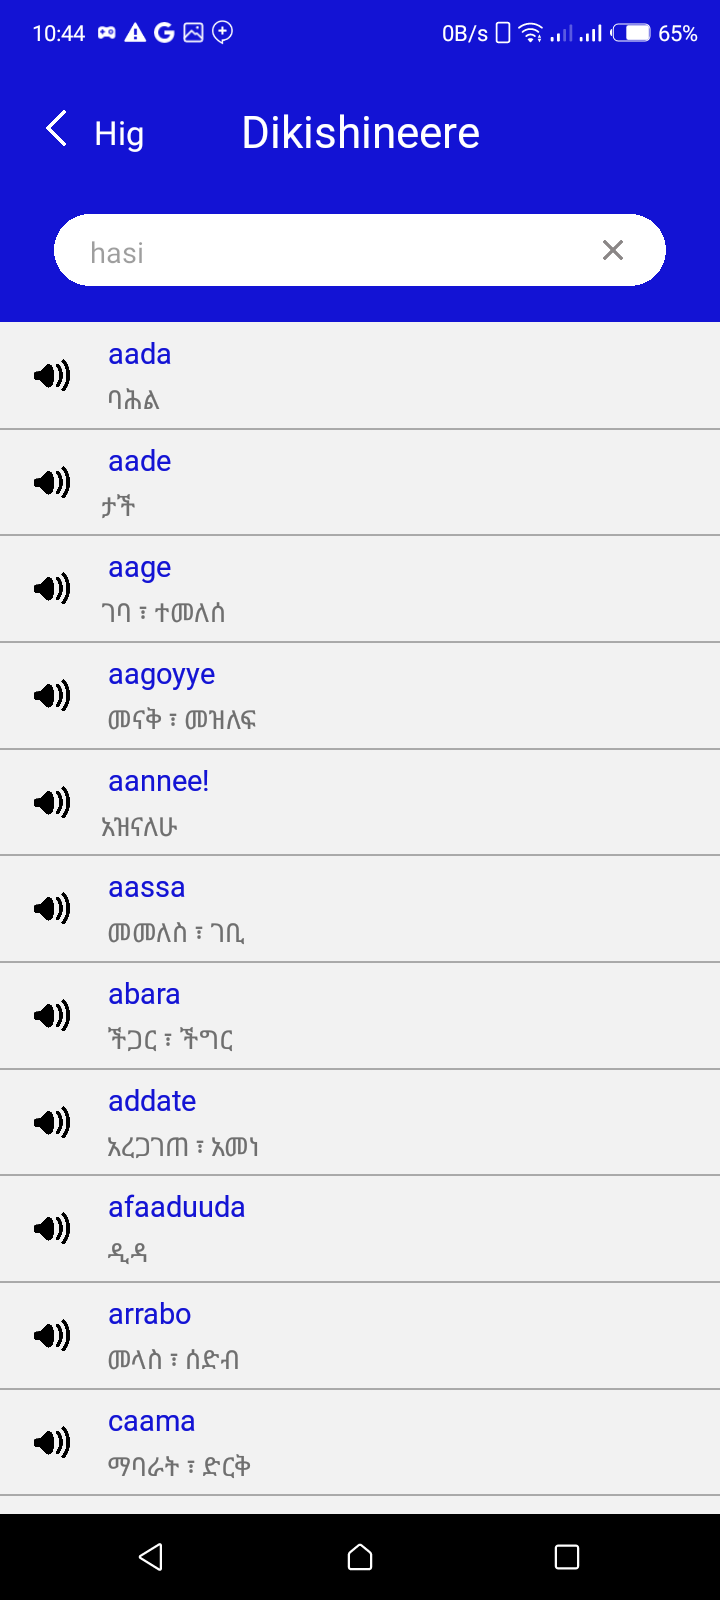 10:44 0B/s 65%
Hig Dikishineere
hasi
aada
ባሕል
aade
ታች
aage
ገባ ፣ ተመለሰ
aagoyye
መናቅ ፣ መዝለፍ
aannee!
አዝናለሁ
aassa
መመለስ ፣ ገቢ
abara
ችጋር ፣ ችግር
addate
አረጋገጠ ፣ አመነ
afaaduuda
ዲዳ
arrabo
መላስ ፣ ሰድብ
caama
ማባራት ፣ ድርቅ